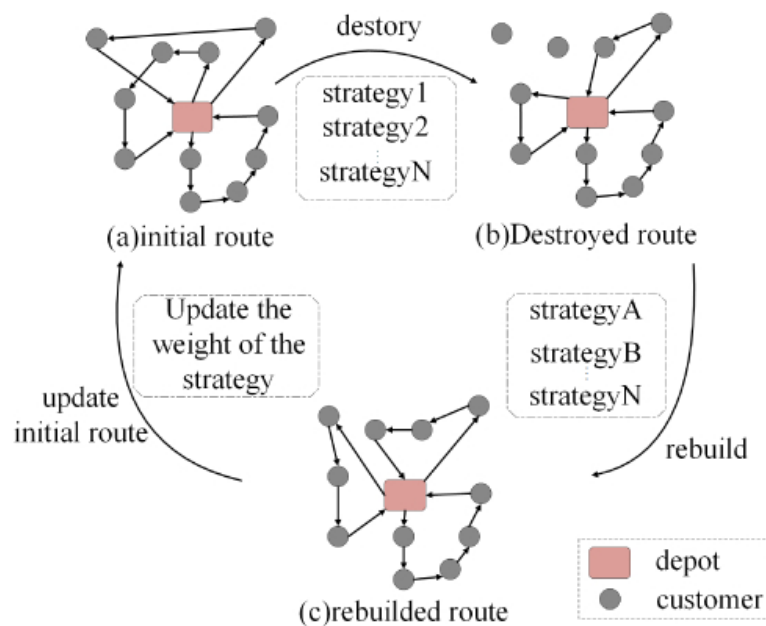 destory
strategy1
strategy2
strategyN
(a)initial route
(b)Destroyed route
Update the
weight of the
strategy
strategyA
strategyB
strategyN
update
initial route
rebuild
(c)rebuilded route
depot
customer